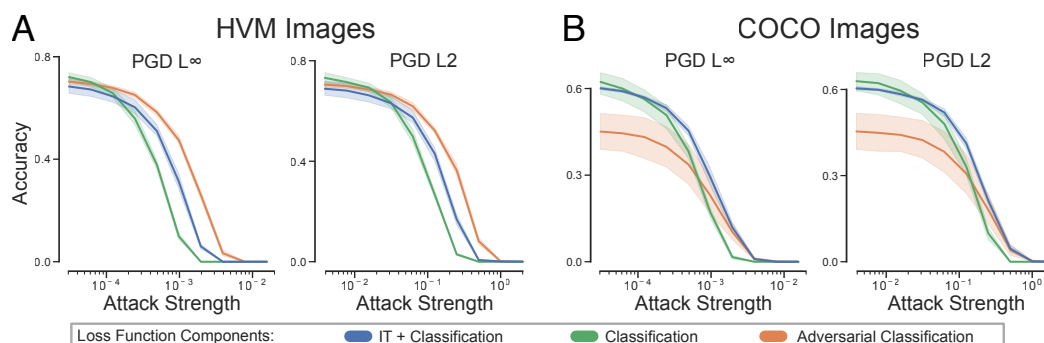 A HVM Images
PGD L∞
PGD L2
Accuracy
0.8
0.4
0.0
10⁻⁴ 10⁻³ 10⁻²
Attack Strength
0.8
0.4
0.0
10⁻² 10⁻¹ 10⁰
Attack Strength
B COCO Images
PGD L∞
PGD L2
0.6
0.3
0.0
10⁻⁴ 10⁻³ 10⁻²
Attack Strength
0.6
0.3
0.0
10⁻² 10⁻¹ 10⁰
Attack Strength
Loss Function Components: IT + Classification Classification Adversarial Classification